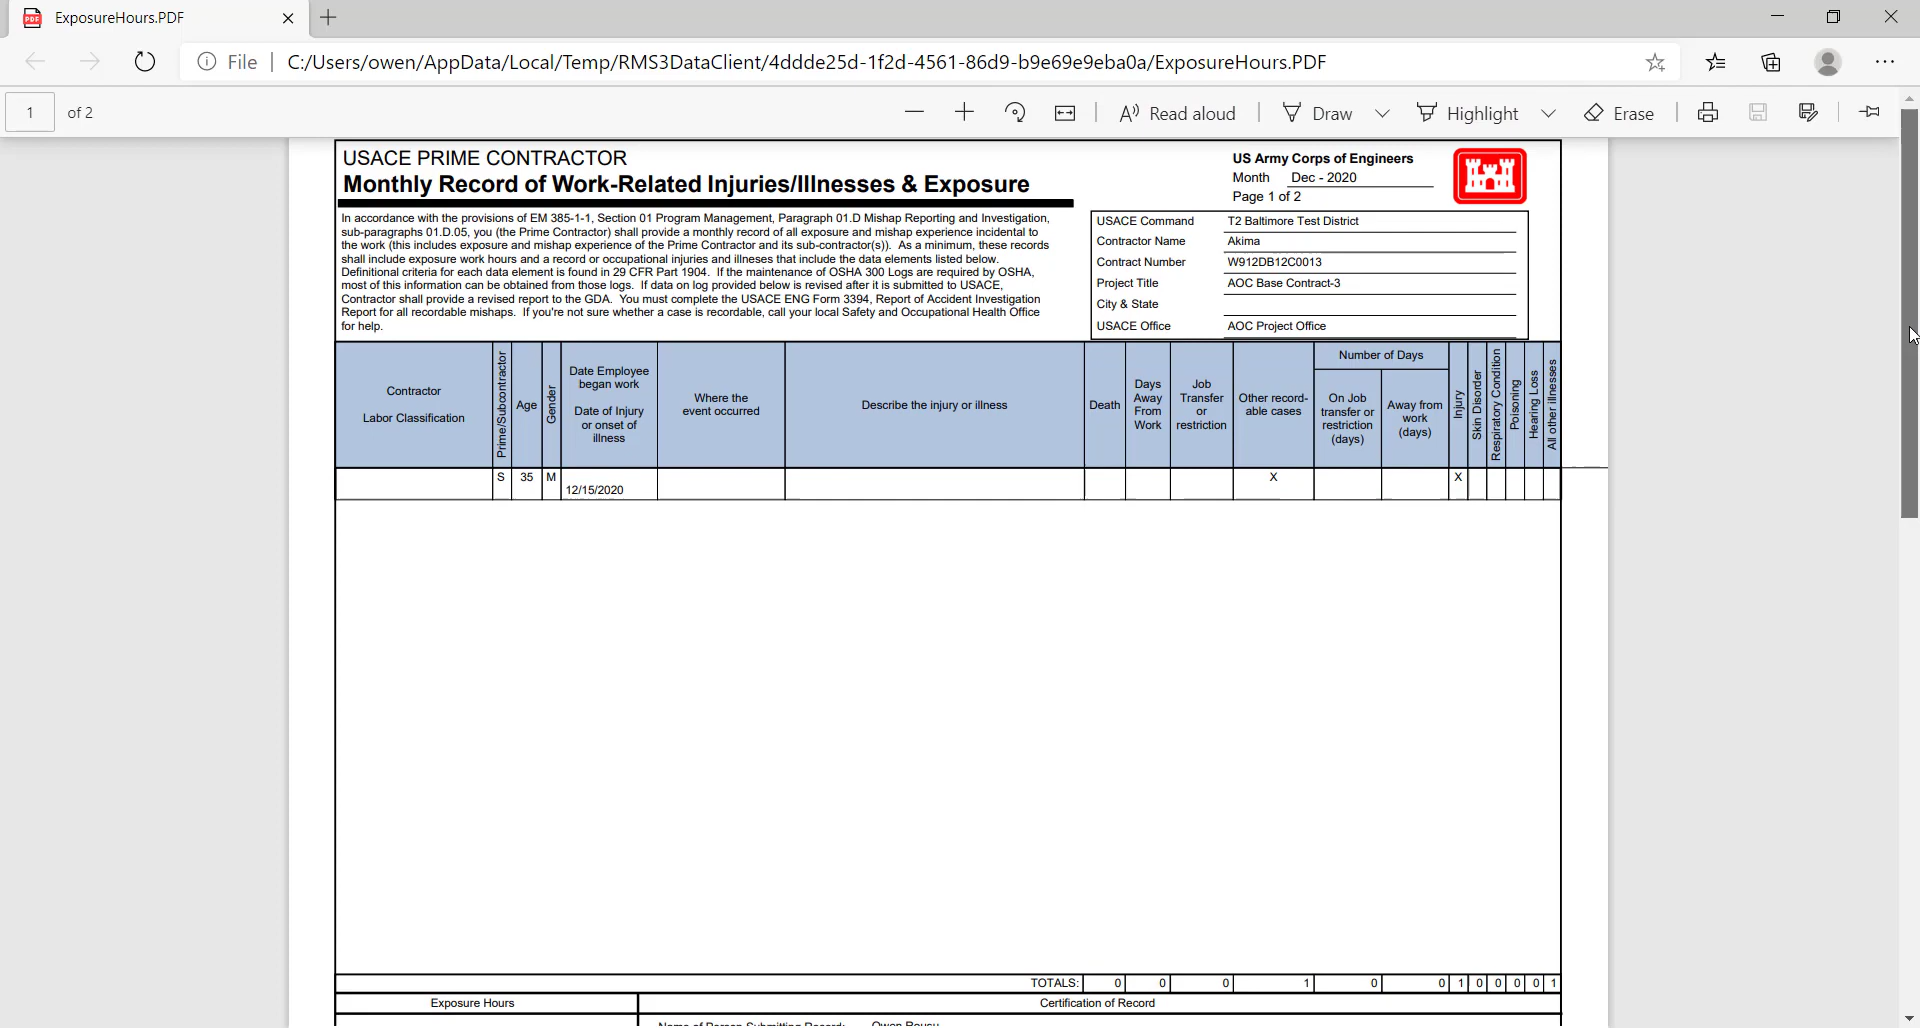 ExposureHours.PDF
File
C:/Users/owen/AppData/Local/Temp/RMS3DataClient/4ddde25d-1f2d-4561-86d9-b9e69e9eba0a/ExposureHours.PDF
1 of 2
Read aloud
Draw
Highlight
Erase
USACE PRIME CONTRACTOR
Monthly Record of Work-Related Injuries/Illnesses & Exposure
US Army Corps of Engineers
Month Dec - 2020
Page 1 of 2
In accordance with the provisions of EM 385-1-1, Section 01 Program Management, Paragraph 01.D Mishap Reporting and Investigation,
sub-paragraphs 01.D.05, you (the Prime Contractor) shall provide a monthly record of all exposure and mishap experience incidental to
the work (this includes exposure and mishap experience of the Prime Contractor and its sub-contractor(s)). As a minimum, these records
shall include exposure work hours and a record or occupational injuries and illneses that include the data elements listed below.
Definitional criteria for each data element is found in 29 CFR Part 1904. If the maintenance of OSHA 300 Logs are required by OSHA,
most of this information can be obtained from those logs. If data on log provided below is revised after it is submitted to USACE,
Contractor shall provide a revised report to the GDA. You must complete the USACE ENG Form 3394, Report of Accident Investigation
Report for all recordable mishaps. If you're not sure whether a case is recordable, call your local Safety and Occupational Health Office
for help.
USACE Command T2 Baltimore Test District
Contractor Name Akima
Contract Number W912DB12C0013
Project Title AOC Base Contract-3
City & State
USACE Office AOC Project Office
Contractor
Labor Classification
Prime/Subcontractor
Age
Gender
Date Employee
began work
Date of Injury
or onset of
illness
Where the
event occurred
Describe the injury or illness
Death
Days
Away
From
Work
Job
Transfer
or
restriction
Other record-
able cases
Number of Days
On Job
transfer or
restriction
(days)
Away from
work
(days)
Injury
Skin Disorder
Respiratory Condition
Poisoning
Hearing Loss
All other illnesses
S 35 M X X
12/15/2020
TOTALS: 0 0 0 1 0 0 1 0 0 0 0 1
Exposure Hours Certification of Record
Name of Person Submitting Record: Owen Rousu